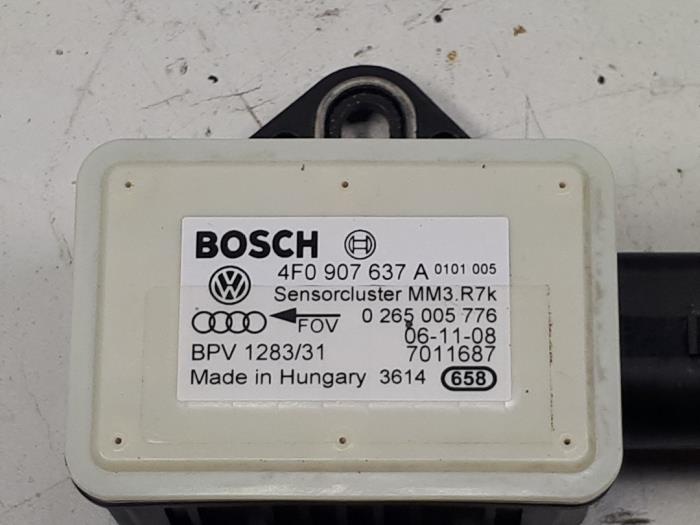 BOSCH
4F0 907 637 A 0101 005
Sensorcluster MM3.R7k
FOV 0 265 005 776
06-11-08
BPV 1283/31 7011687
Made in Hungary 3614 658